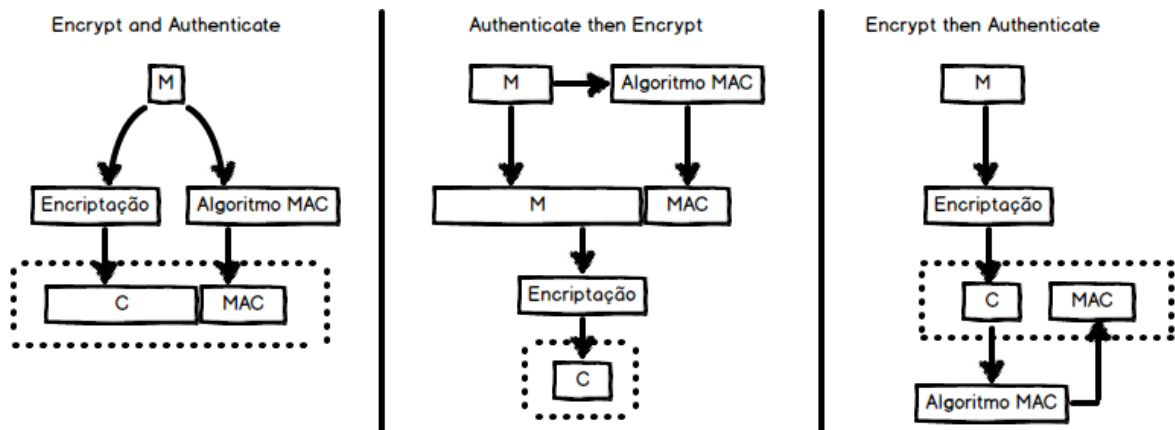 Encrypt and Authenticate
M
Encriptação
Algoritmo MAC
C
MAC
Authenticate then Encrypt
M
Algoritmo MAC
M
MAC
Encriptação
C
Encrypt then Authenticate
M
Encriptação
C
MAC
Algoritmo MAC